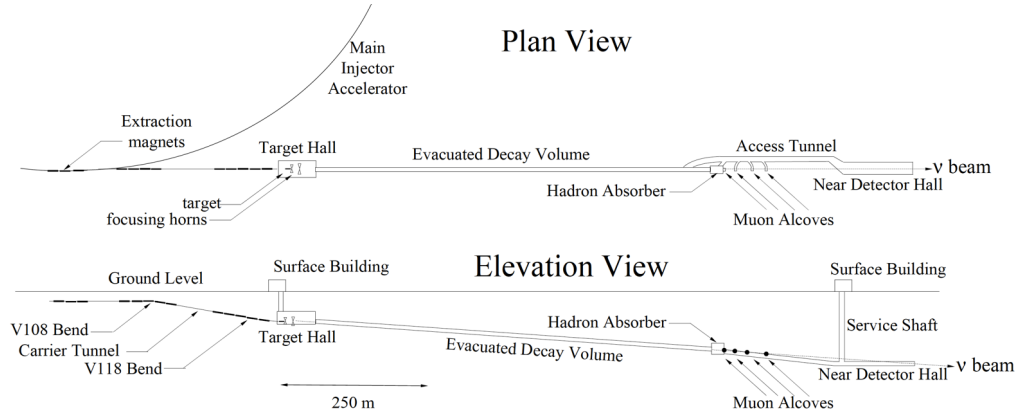 Plan View
Main
Injector
Accelerator
Extraction
magnets
Target Hall
Evacuated Decay Volume
Access Tunnel
ν beam
Hadron Absorber
Near Detector Hall
target
focusing horns
Muon Alcoves
Elevation View
Ground Level
Surface Building
Surface Building
V108 Bend
Carrier Tunnel
V118 Bend
Target Hall
Hadron Absorber
Evacuated Decay Volume
Service Shaft
Near Detector Hall
ν beam
Muon Alcoves
250 m